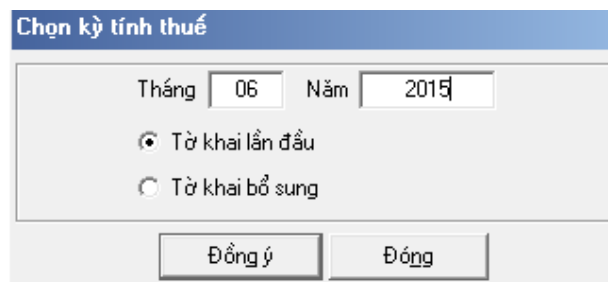 Chọn kỳ tính thuế
Tháng 06 Năm 2015
Tờ khai lần đầu
Tờ khai bổ sung
Đồng ý Đóng